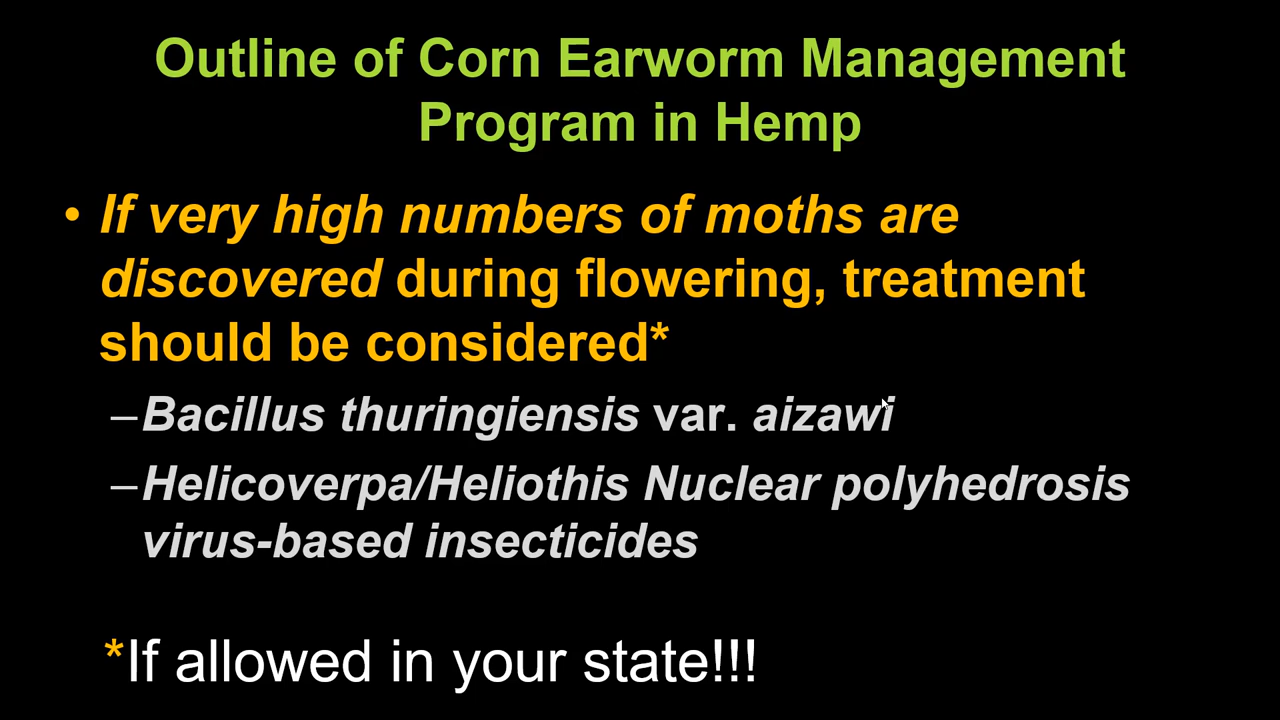 Outline of Corn Earworm Management
Program in Hemp
• If very high numbers of moths are
discovered during flowering, treatment
should be considered*
–Bacillus thuringiensis var. aizawi
–Helicoverpa/Heliothis Nuclear polyhedrosis
virus-based insecticides
*If allowed in your state!!!